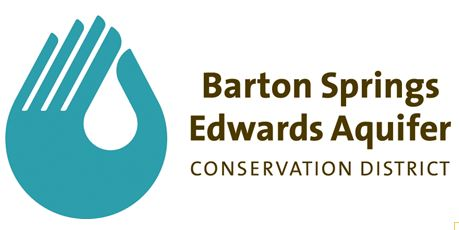 Barton Springs
Edwards Aquifer
CONSERVATION DISTRICT